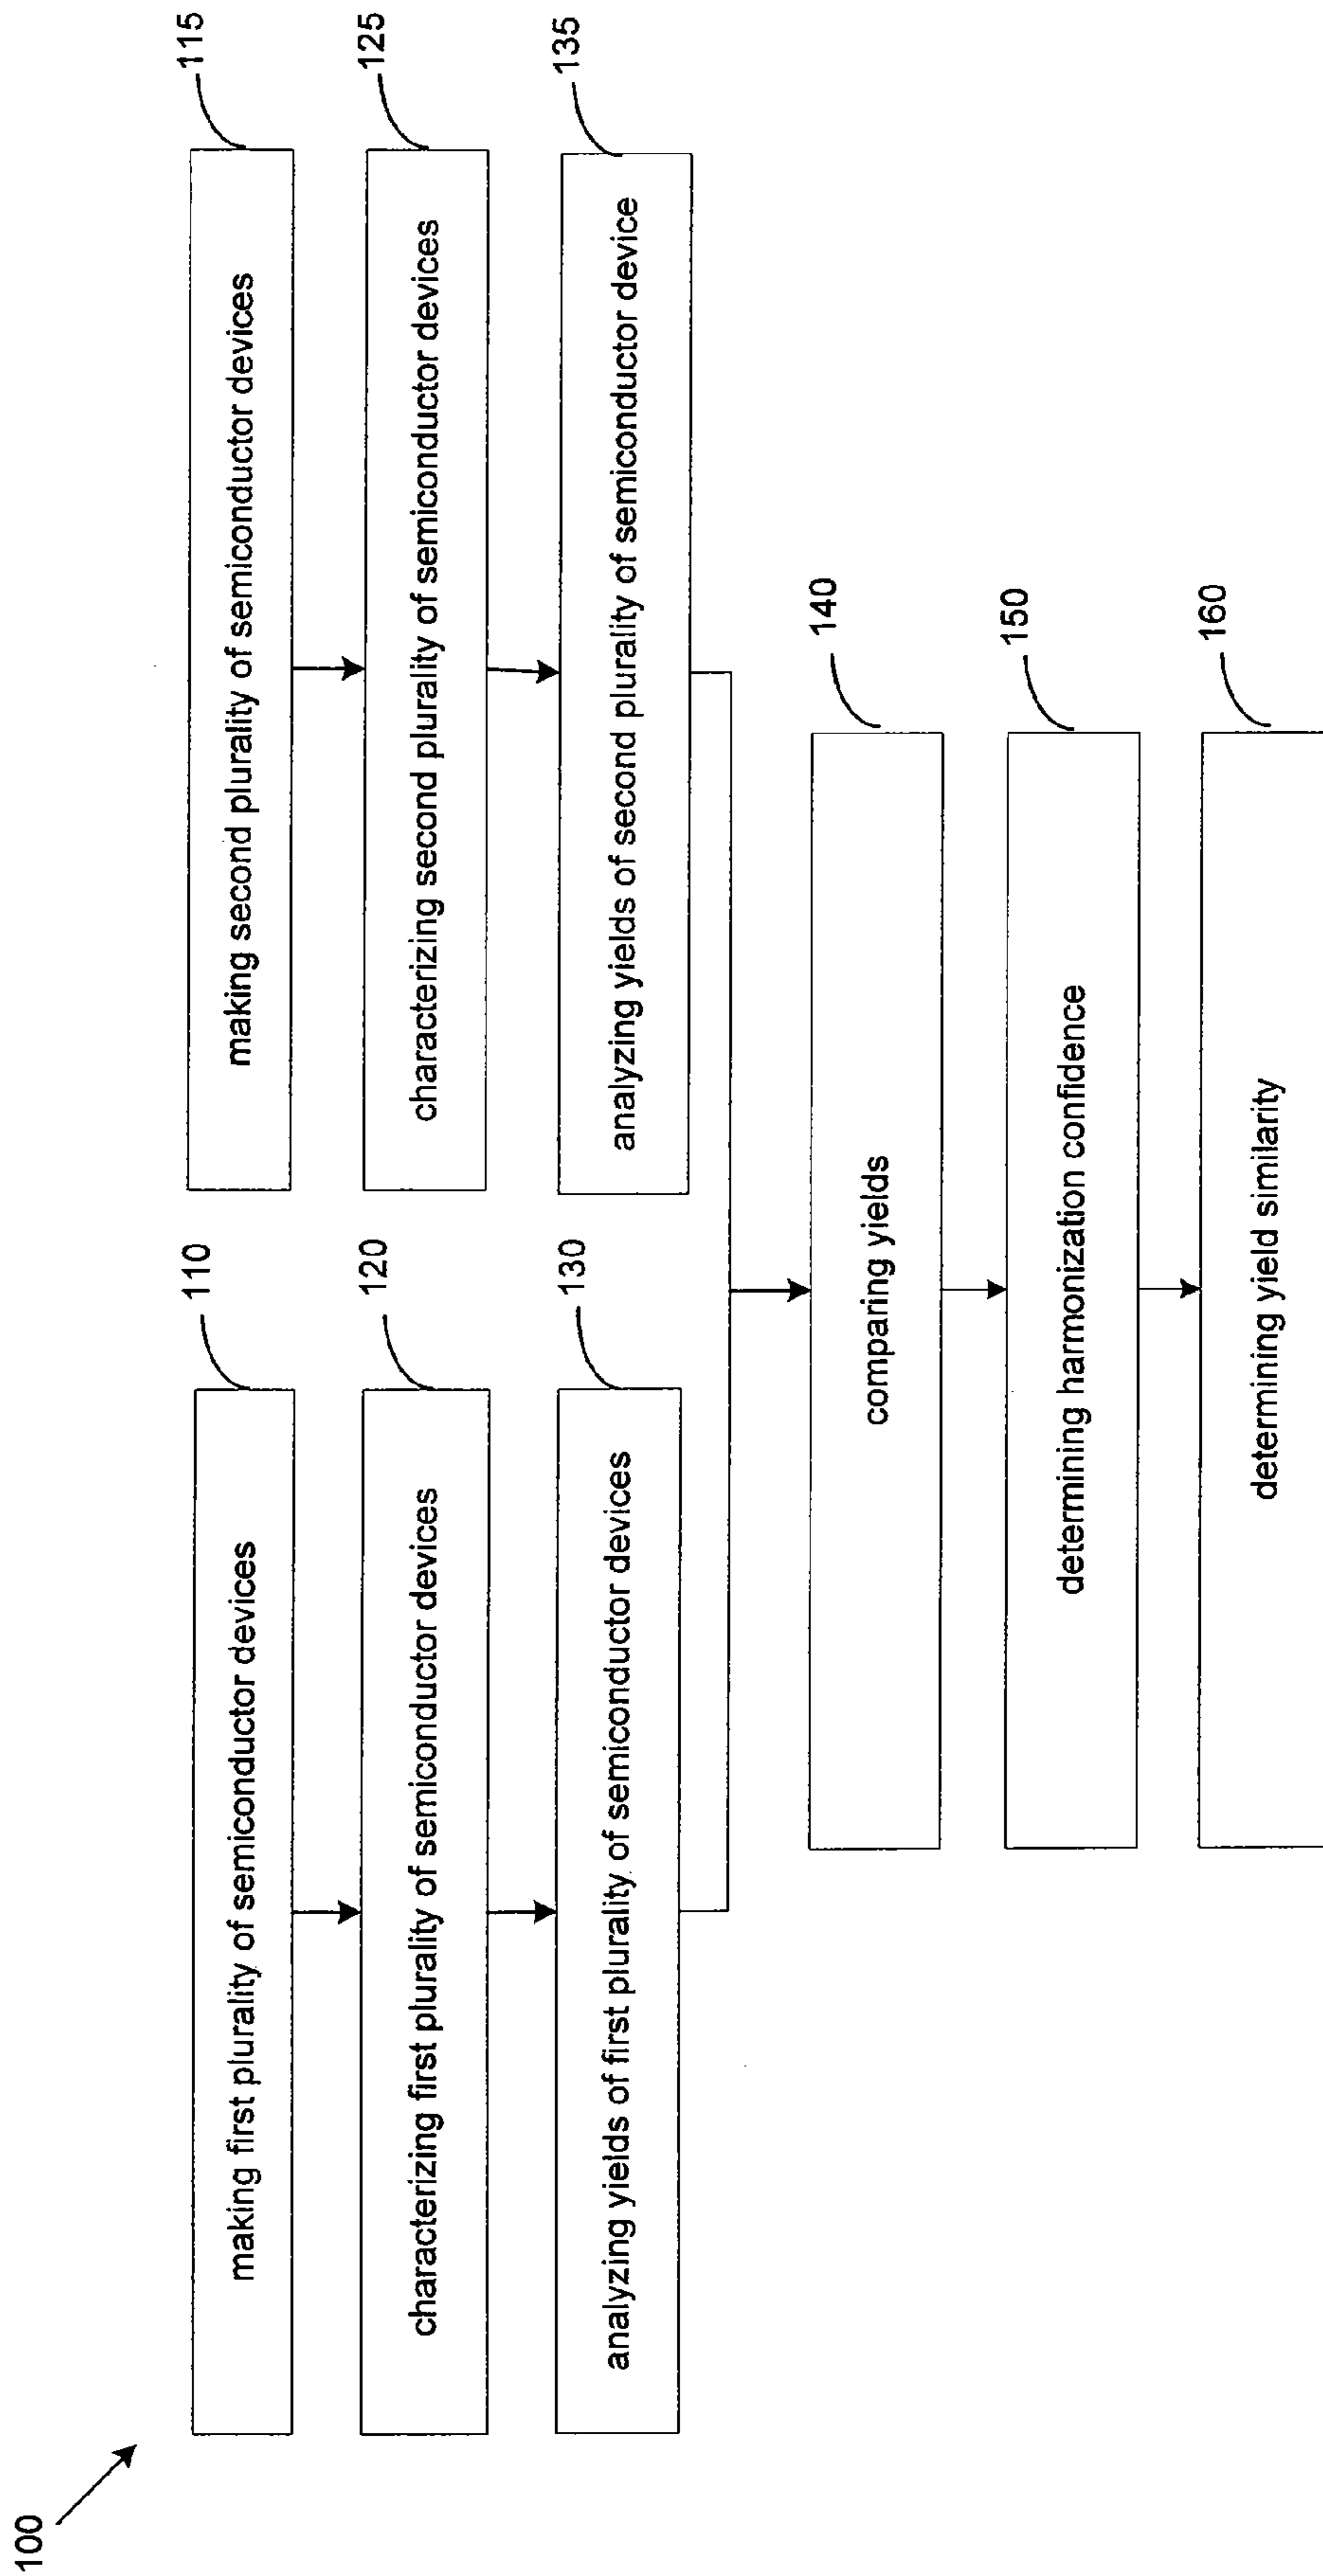 100
110
making first plurality of semiconductor devices
115
making second plurality of semiconductor devices
120
characterizing first plurality of semiconductor devices
125
characterizing second plurality of semiconductor devices
130
analyzing yields of first plurality of semiconductor devices
135
analyzing yields of second plurality of semiconductor device
140
comparing yields
150
determining harmonization confidence
160
determining yield similarity